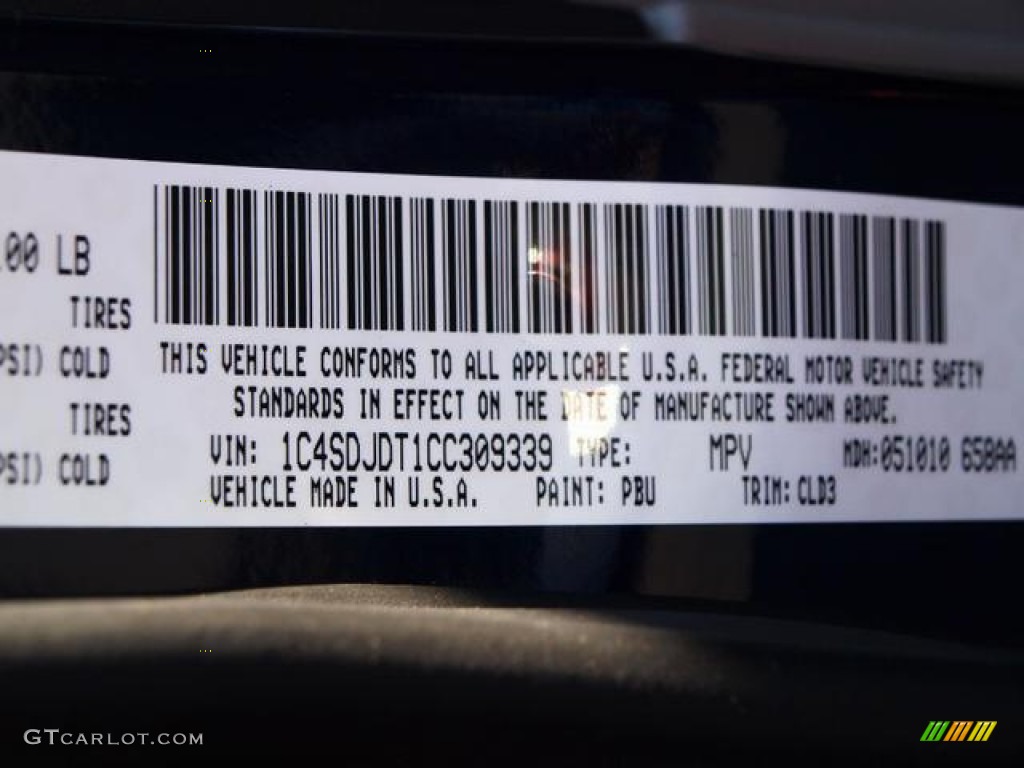 .00 LB
TIRES
PSI) COLD
TIRES
PSI) COLD
THIS VEHICLE CONFORMS TO ALL APPLICABLE U.S.A. FEDERAL MOTOR VEHICLE SAFETY
STANDARDS IN EFFECT ON THE DATE OF MANUFACTURE SHOWN ABOVE.
VIN: 1C4SDJDT1CC309339 TYPE: MPV MDH:051010 658AA
VEHICLE MADE IN U.S.A. PAINT: PBU TRIM: CLD3
GTCARLOT.COM